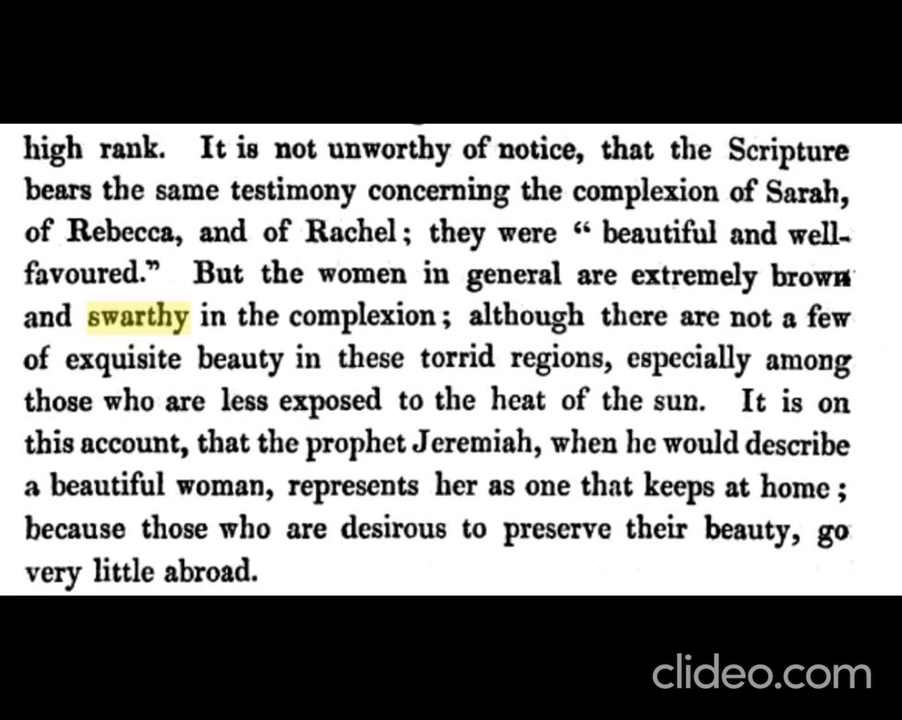 high rank. It is not unworthy of notice, that the Scripture
bears the same testimony concerning the complexion of Sarah,
of Rebecca, and of Rachel; they were “ beautiful and well-
favoured.” But the women in general are extremely brown
and swarthy in the complexion; although there are not a few
of exquisite beauty in these torrid regions, especially among
those who are less exposed to the heat of the sun. It is on
this account, that the prophet Jeremiah, when he would describe
a beautiful woman, represents her as one that keeps at home;
because those who are desirous to preserve their beauty, go
very little abroad.
clideo.com